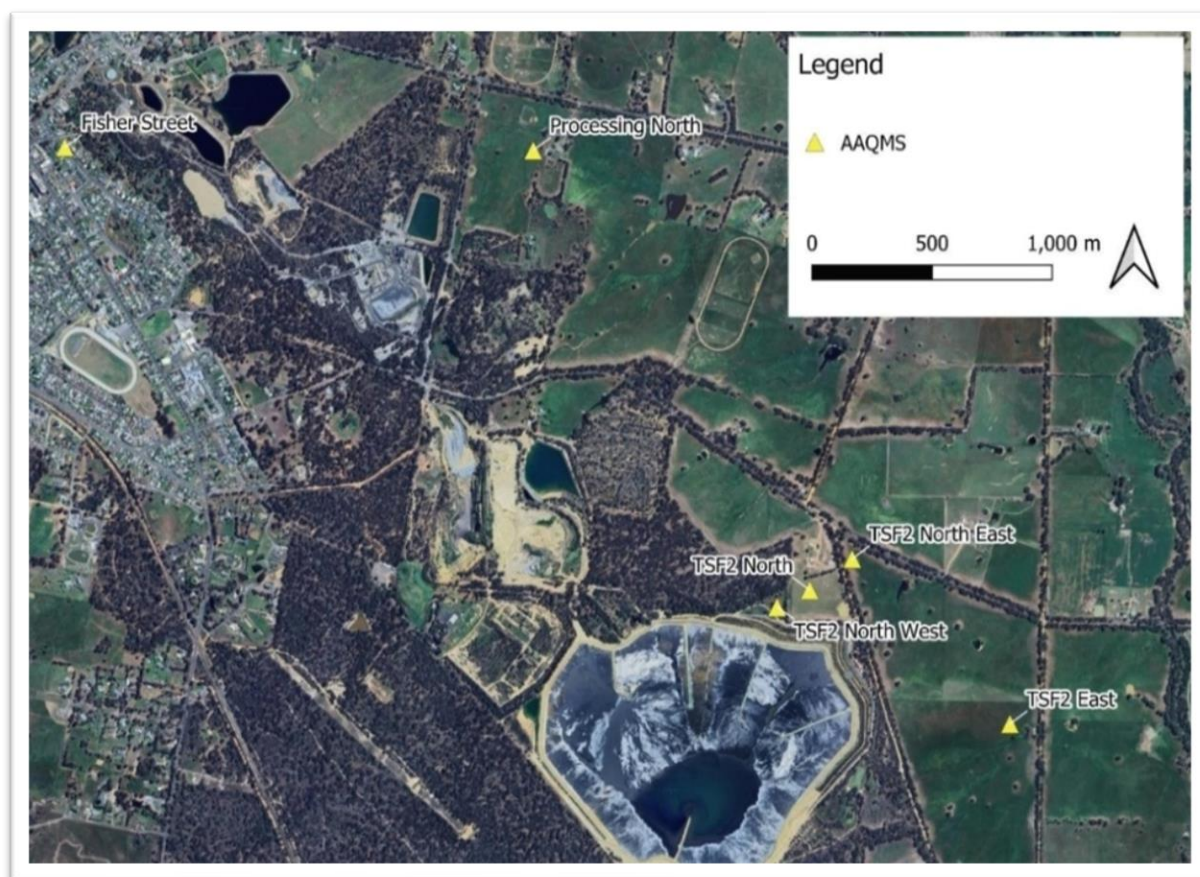 Legend
AAQMS
0 500 1,000 m
Fisher Street
Processing North
TSF2 North East
TSF2 North
TSF2 North West
TSF2 East